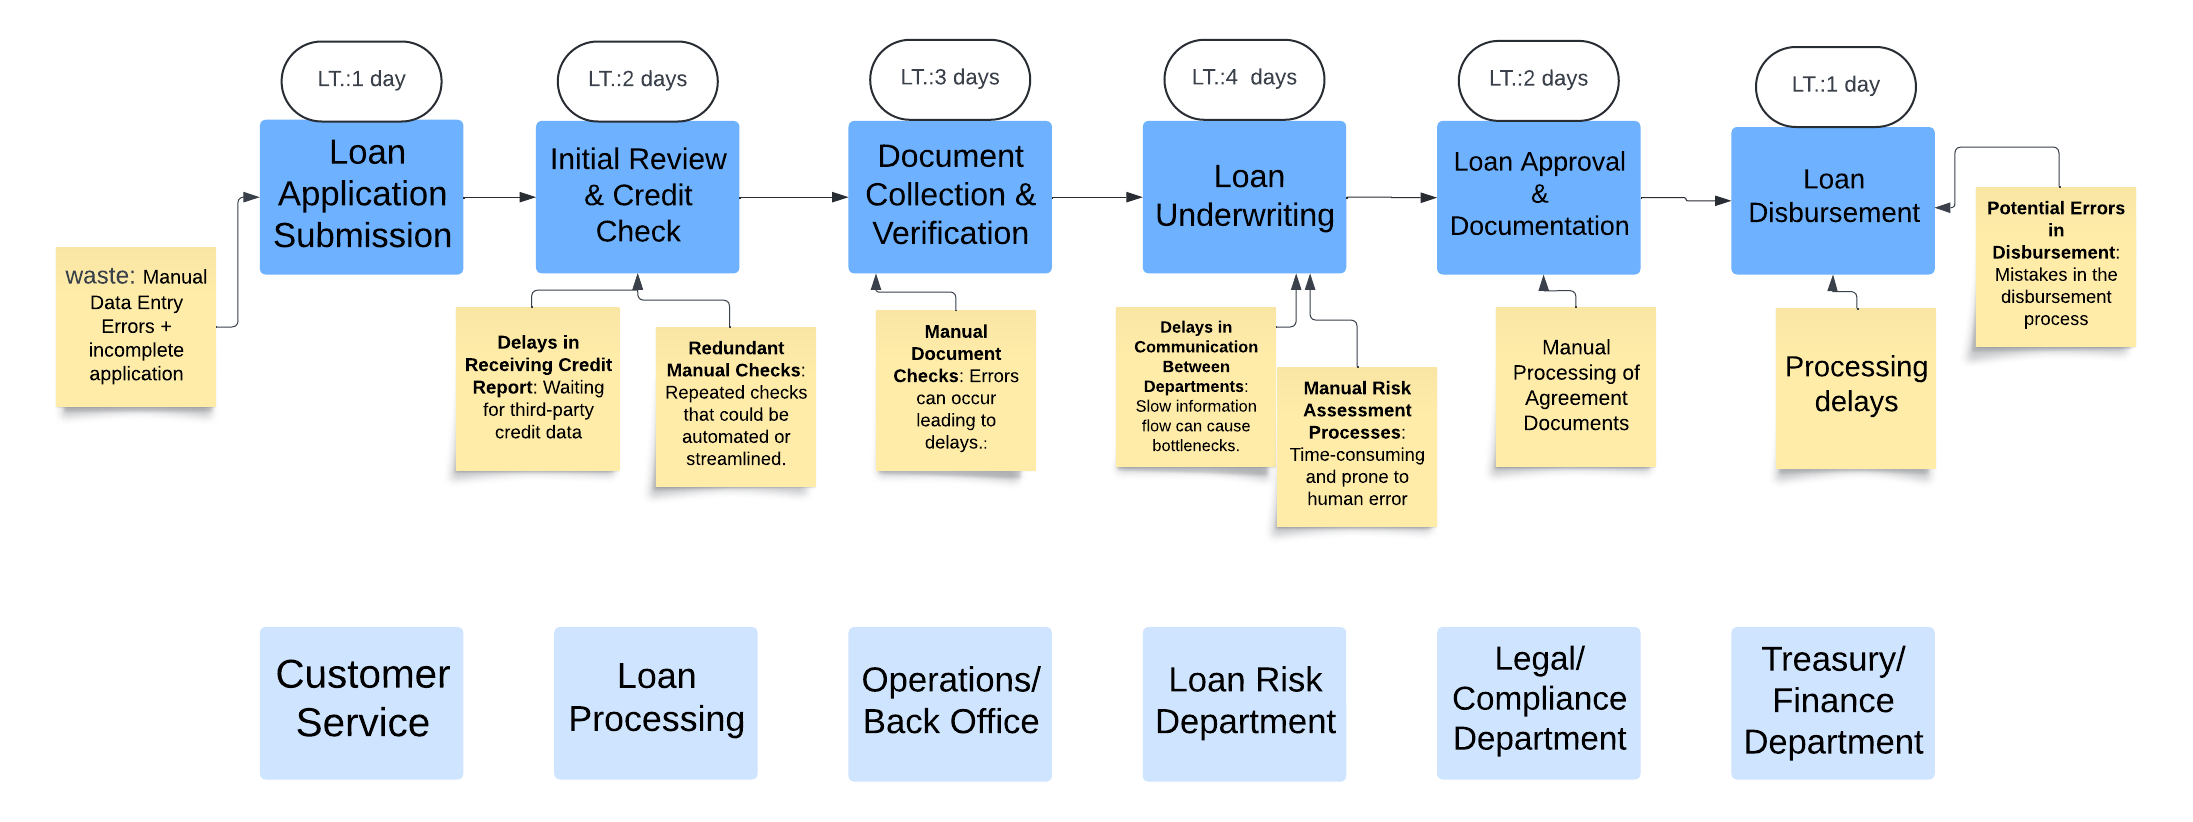 LT.:1 day
LT.:2 days
LT.:3 days
LT.:4  days
LT.:2 days
LT.:1 day
Loan
Application
Submission
Initial Review
& Credit
Check
Document
Collection &
Verification
Loan
Underwriting
Loan Approval
&
Documentation
Loan
Disbursement
waste: Manual
Data Entry
Errors +
incomplete
application
Delays in
Receiving Credit
Report: Waiting
for third-party
credit data
Redundant
Manual Checks:
Repeated checks
that could be
automated or
streamlined.
Manual
Document
Checks: Errors
can occur
leading to
delays.:
Delays in
Communication
Between
Departments:
Slow information
flow can cause
bottlenecks.
Manual Risk
Assessment
Processes:
Time-consuming
and prone to
human error
Manual
Processing of
Agreement
Documents
Processing
delays
Potential Errors
in
Disbursement:
Mistakes in the
disbursement
process
Customer
Service
Loan
Processing
Operations/
Back Office
Loan Risk
Department
Legal/
Compliance
Department
Treasury/
Finance
Department